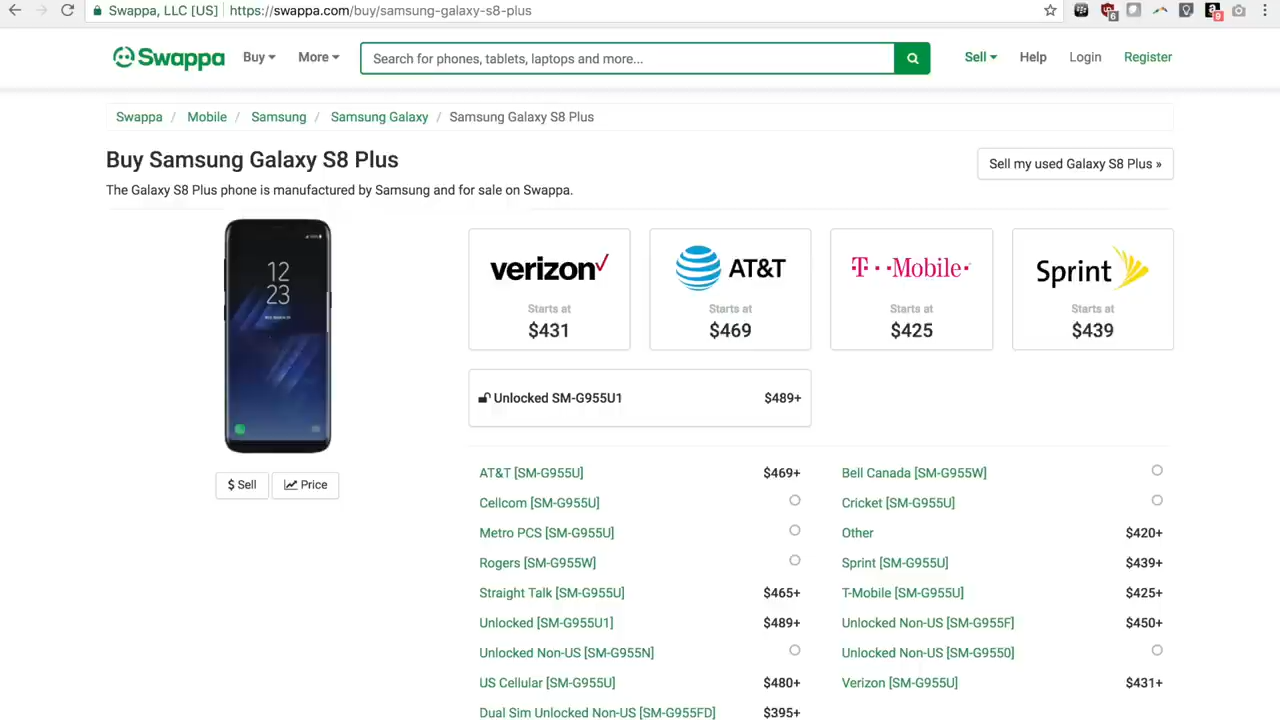 Swappa, LLC [US] https://swappa.com/buy/samsung-galaxy-s8-plus
6
9
Swappa Buy More Search for phones, tablets, laptops and more... Sell Help Login Register
Swappa / Mobile / Samsung / Samsung Galaxy / Samsung Galaxy S8 Plus
Buy Samsung Galaxy S8 Plus
Sell my used Galaxy S8 Plus »
The Galaxy S8 Plus phone is manufactured by Samsung and for sale on Swappa.
12
23
$ Sell
Price
verizon
Starts at
$431
AT&T
Starts at
$469
T··Mobile·
Starts at
$425
Sprint
Starts at
$439
Unlocked SM-G955U1 $489+
AT&T [SM-G955U] $469+
Bell Canada [SM-G955W]
Cellcom [SM-G955U]
Cricket [SM-G955U]
Metro PCS [SM-G955U]
Other $420+
Rogers [SM-G955W]
Sprint [SM-G955U] $439+
Straight Talk [SM-G955U] $465+
T-Mobile [SM-G955U] $425+
Unlocked [SM-G955U1] $489+
Unlocked Non-US [SM-G955F] $450+
Unlocked Non-US [SM-G955N]
Unlocked Non-US [SM-G9550]
US Cellular [SM-G955U] $480+
Verizon [SM-G955U] $431+
Dual Sim Unlocked Non-US [SM-G955FD] $395+